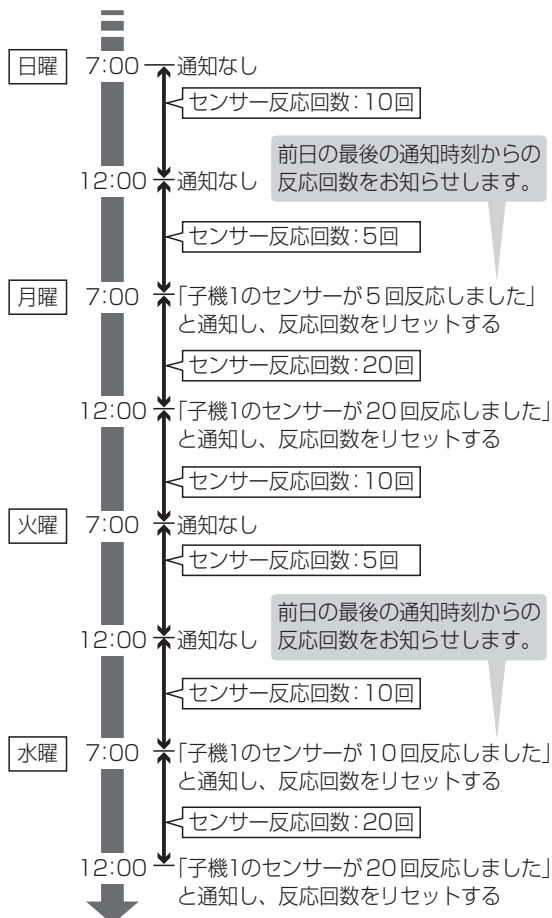 日曜 7:00 通知なし
センサー反応回数：10回
前日の最後の通知時刻からの
反応回数をお知らせします。
12:00 通知なし
センサー反応回数：5回
月曜 7:00 「子機1のセンサーが5回反応しました」
と通知し、反応回数をリセットする
センサー反応回数：20回
12:00 「子機1のセンサーが20回反応しました」
と通知し、反応回数をリセットする
センサー反応回数：10回
火曜 7:00 通知なし
センサー反応回数：5回
前日の最後の通知時刻からの
反応回数をお知らせします。
12:00 通知なし
センサー反応回数：10回
水曜 7:00 「子機1のセンサーが10回反応しました」
と通知し、反応回数をリセットする
センサー反応回数：20回
12:00 「子機1のセンサーが20回反応しました」
と通知し、反応回数をリセットする